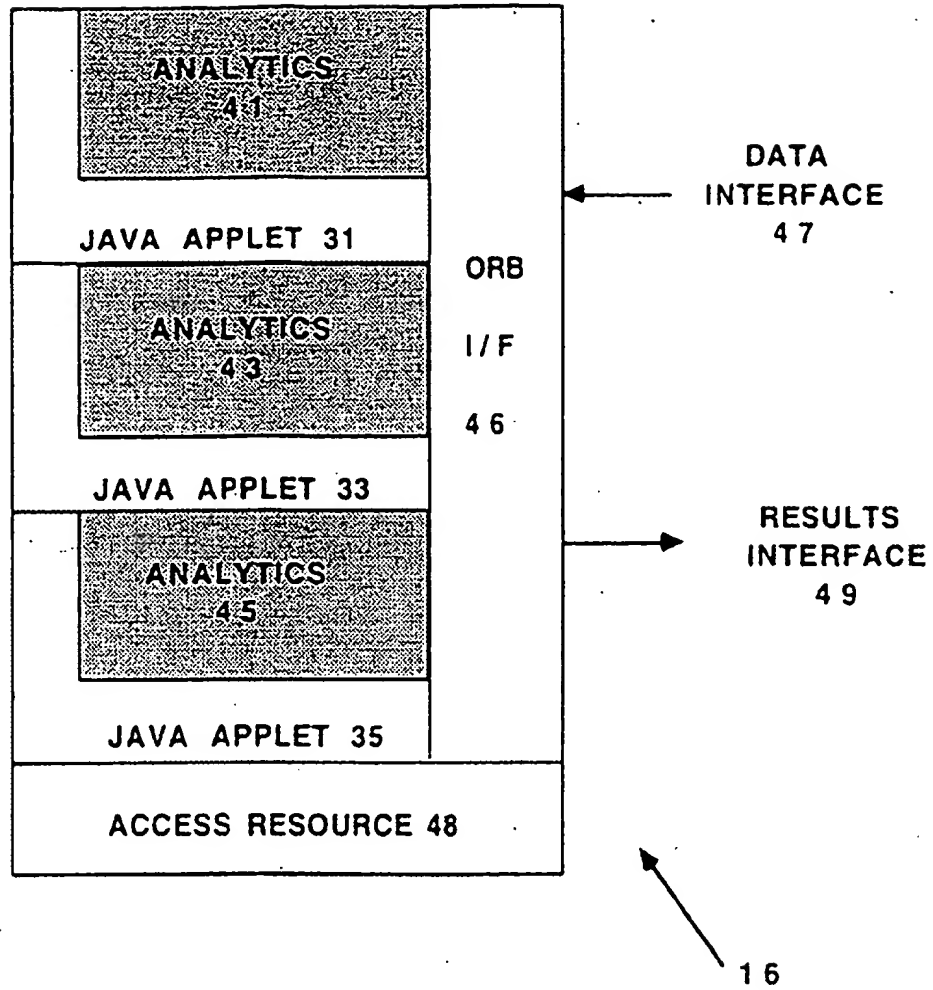 ANALYTICS
41
JAVA APPLET 31
ANALYTICS
43
JAVA APPLET 33
ANALYTICS
45
JAVA APPLET 35
ORB
I/F
46
ACCESS RESOURCE 48
DATA
INTERFACE
47
RESULTS
INTERFACE
49
16